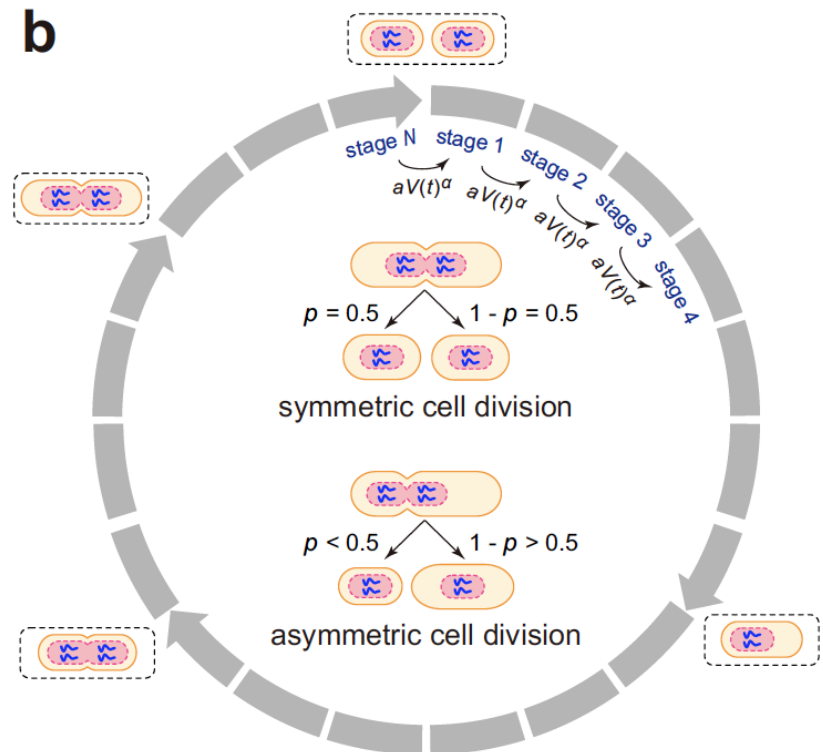 b
stage N
stage 1
stage 2
stage 3
stage 4
aV(t)α
aV(t)α
aV(t)α
aV(t)α
p = 0.5
1 - p = 0.5
symmetric cell division
p < 0.5
1 - p > 0.5
asymmetric cell division